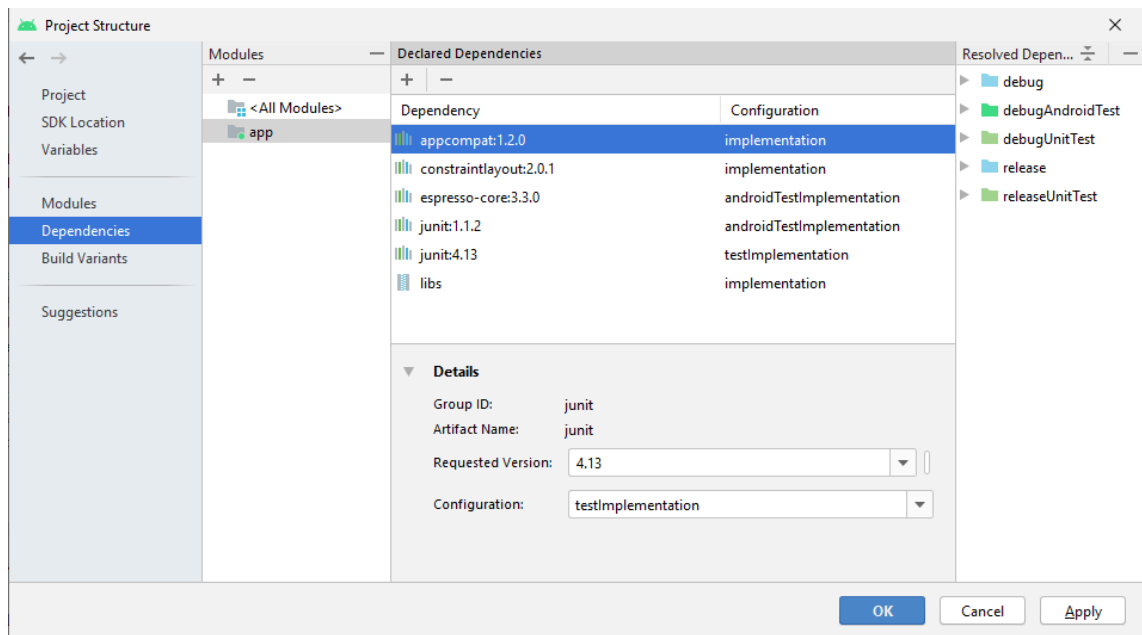 Project Structure
Project
SDK Location
Variables
Modules
Dependencies
Build Variants
Suggestions
Modules
<All Modules>
app
Declared Dependencies
Dependency Configuration
appcompat:1.2.0 implementation
constraintlayout:2.0.1 implementation
espresso-core:3.3.0 androidTestImplementation
junit:1.1.2 androidTestImplementation
junit:4.13 testImplementation
libs implementation
Details
Group ID: junit
Artifact Name: junit
Requested Version: 4.13
Configuration: testImplementation
Resolved Depen...
debug
debugAndroidTest
debugUnitTest
release
releaseUnitTest
OK Cancel Apply